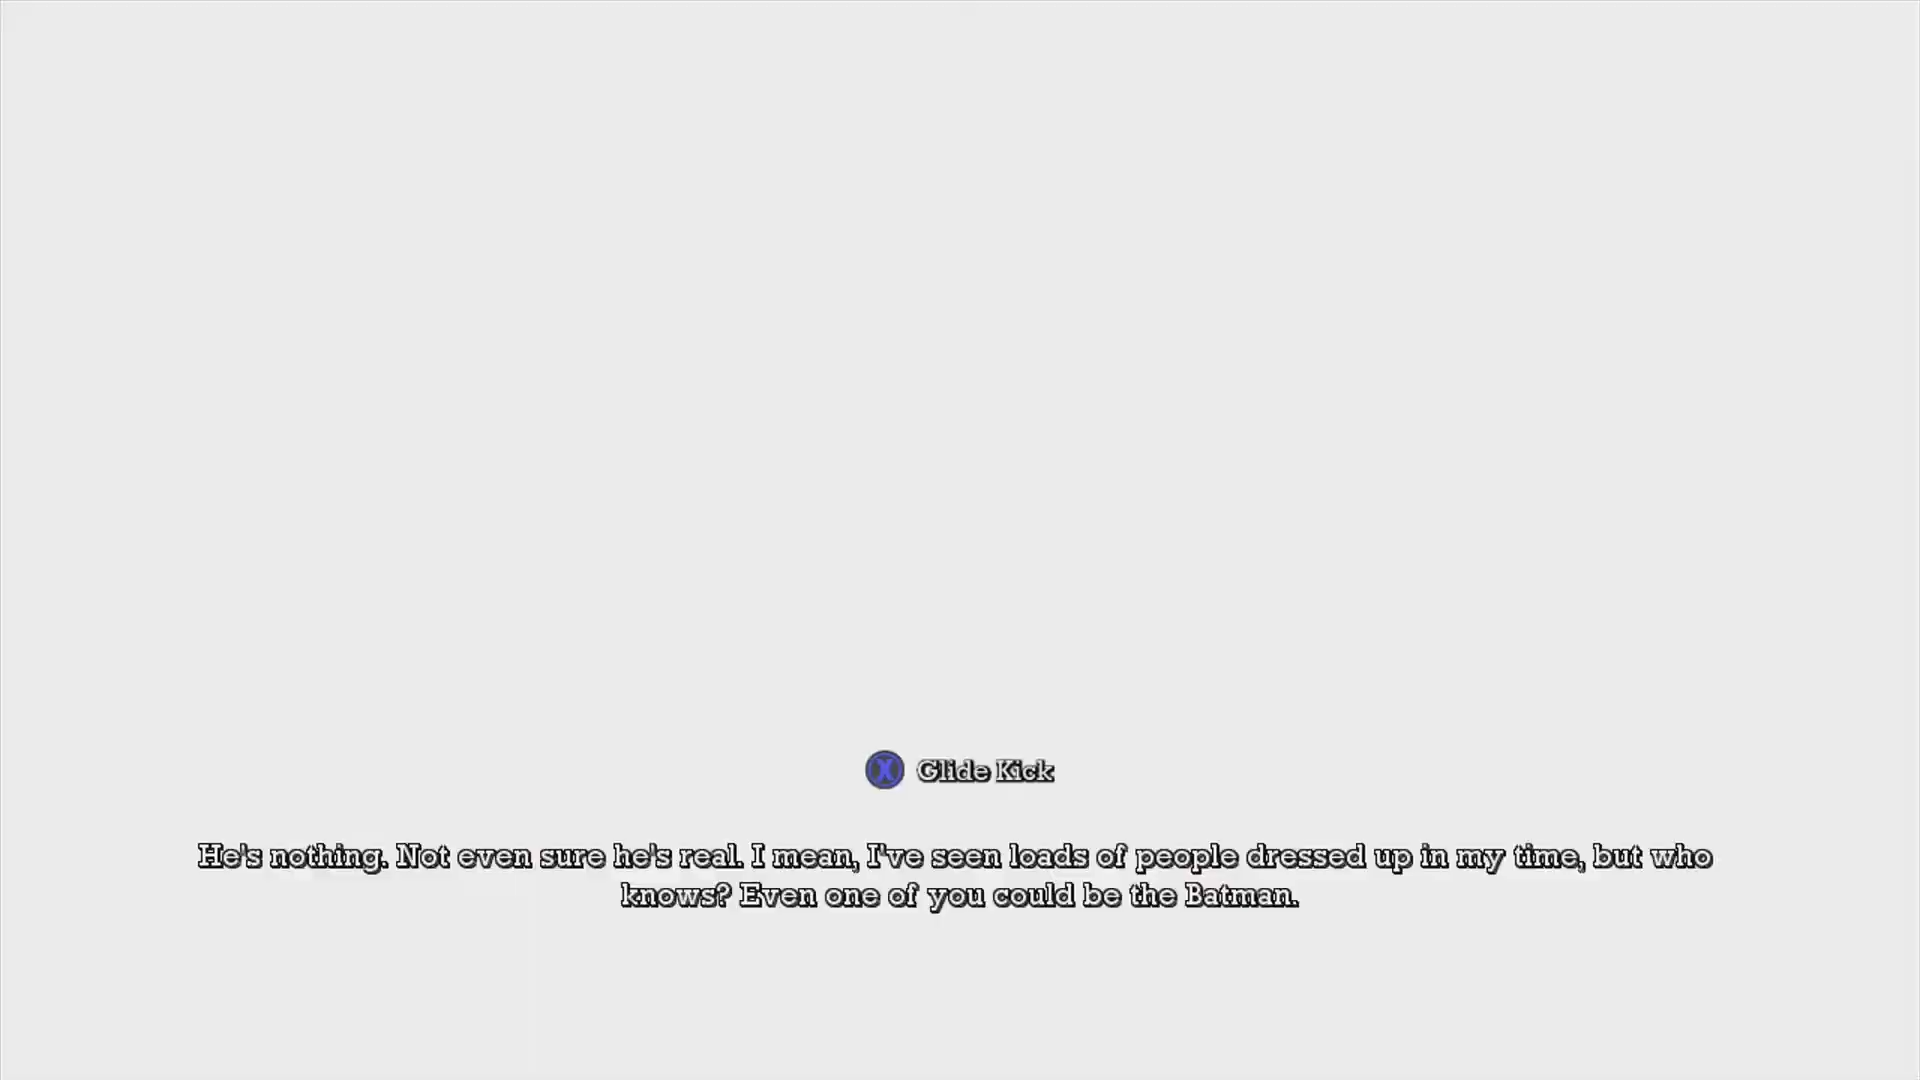 X Glide Kick
He's nothing. Not even sure he's real. I mean, I've seen loads of people dressed up in my time, but who
knows? Even one of you could be the Batman.